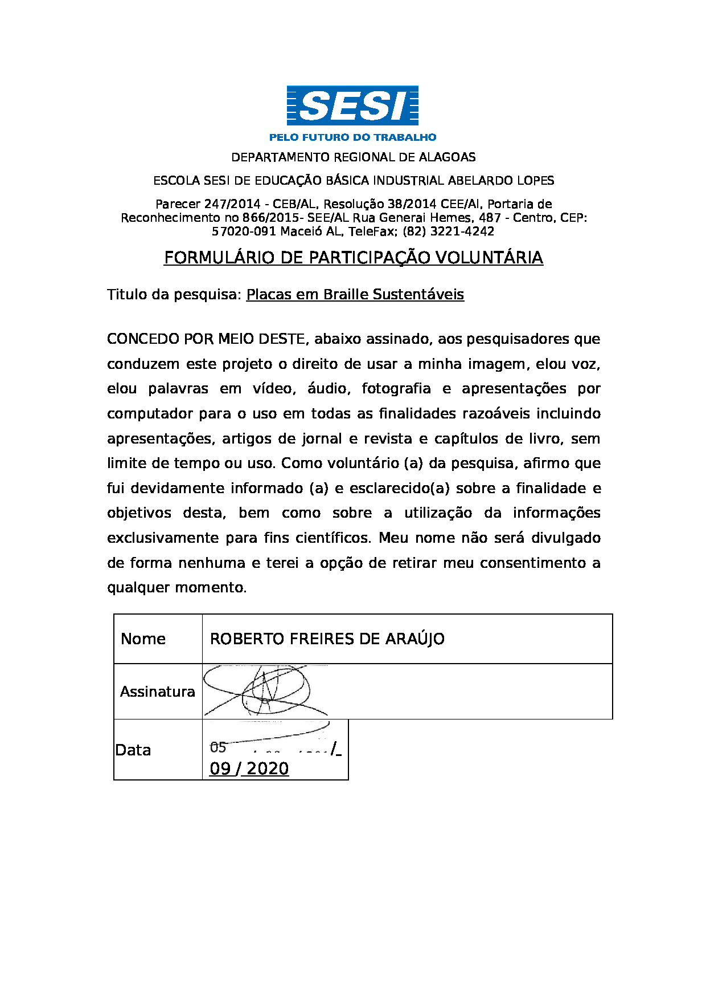 SESI
PELO FUTURO DO TRABALHO
DEPARTAMENTO REGIONAL DE ALAGOAS
ESCOLA SESI DE EDUCAÇÃO BÁSICA INDUSTRIAL ABELARDO LOPES
Parecer 247/2014 - CEB/AL, Resolução 38/2014 CEE/AI, Portaria de
Reconhecimento no 866/2015- SEE/AL Rua Generai Hemes, 487 - Centro, CEP:
57020-091 Maceió AL, TeleFax; (82) 3221-4242
FORMULÁRIO DE PARTICIPAÇÃO VOLUNTÁRIA
Titulo da pesquisa: Placas em Braille Sustentáveis
CONCEDO POR MEIO DESTE, abaixo assinado, aos pesquisadores que
conduzem este projeto o direito de usar a minha imagem, elou voz,
elou palavras em vídeo, áudio, fotografia e apresentações por
computador para o uso em todas as finalidades razoáveis incluindo
apresentações, artigos de jornal e revista e capítulos de livro, sem
limite de tempo ou uso. Como voluntário (a) da pesquisa, afirmo que
fui devidamente informado (a) e esclarecido(a) sobre a finalidade e
objetivos desta, bem como sobre a utilização da informações
exclusivamente para fins científicos. Meu nome não será divulgado
de forma nenhuma e terei a opção de retirar meu consentimento a
qualquer momento.
Nome ROBERTO FREIRES DE ARAÚJO
Assinatura
Data 05 /
09 / 2020